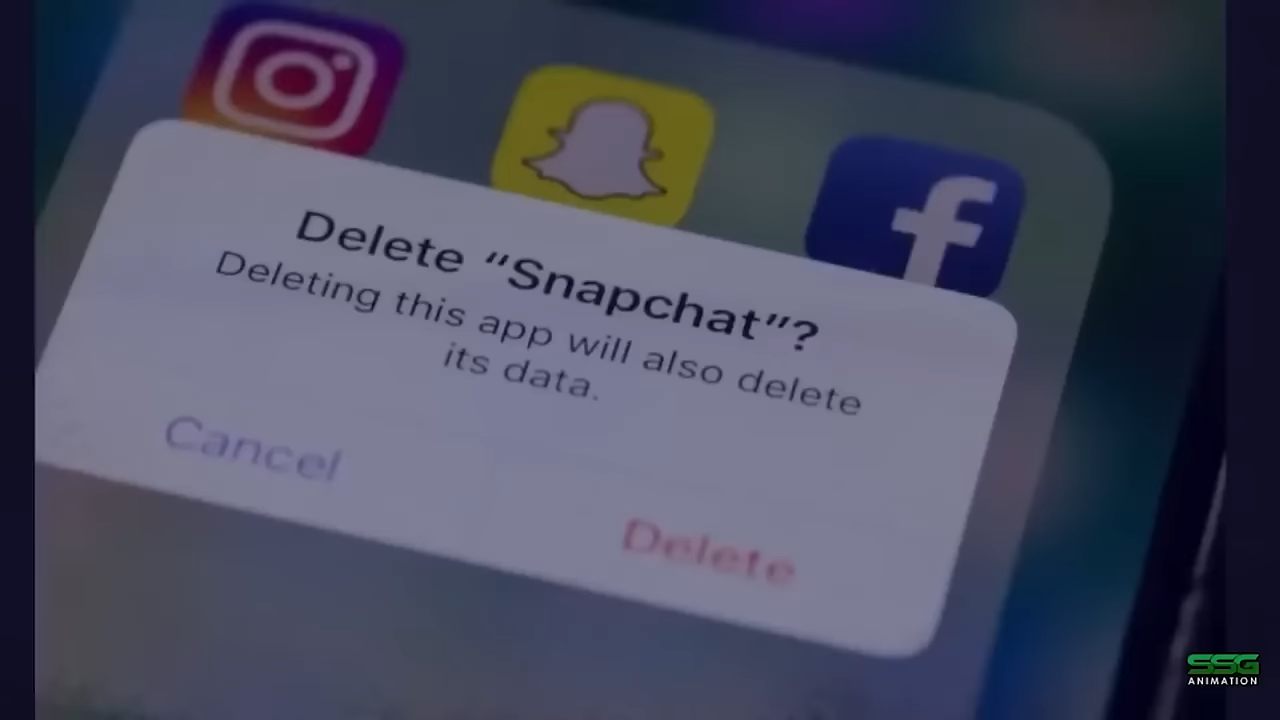 Delete “Snapchat”?
Deleting this app will also delete
its data.
Cancel
Delete
SSG
ANIMATION